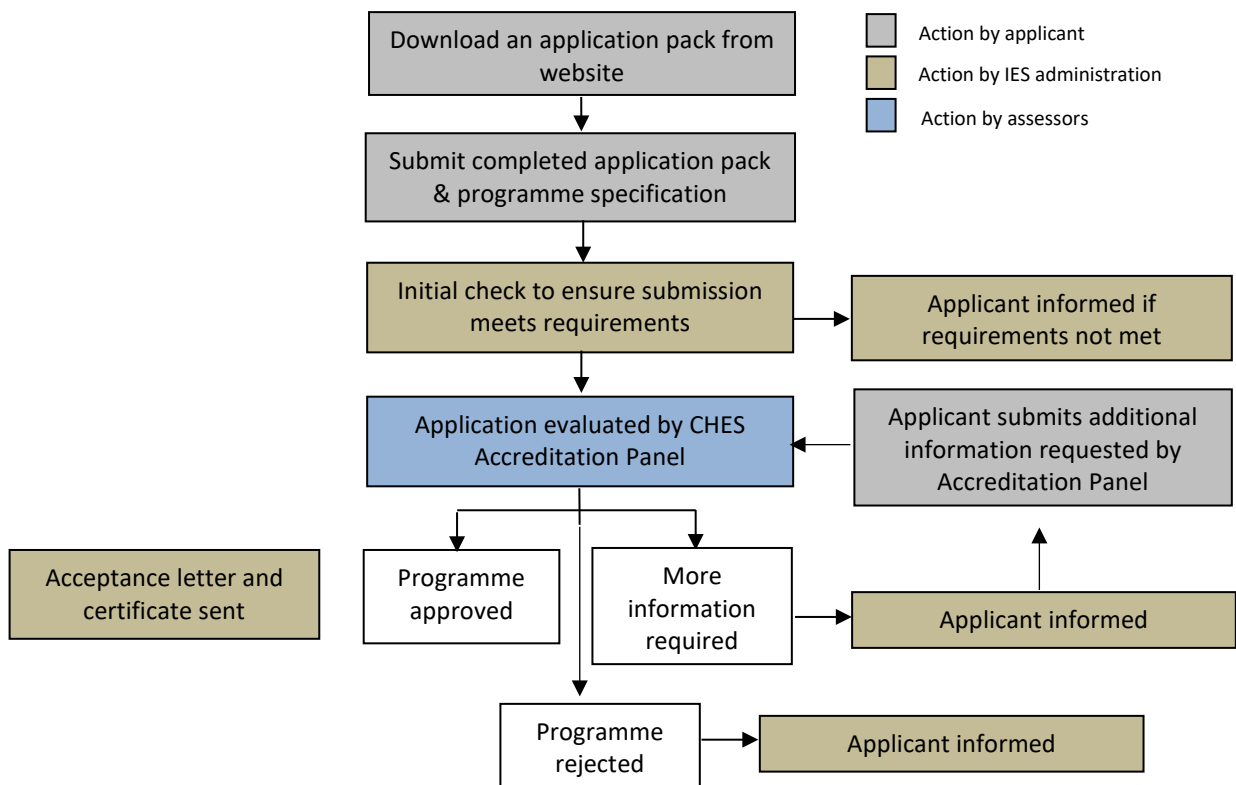 Download an application pack from
website
Action by applicant
Action by IES administration
Action by assessors
Submit completed application pack
& programme specification
Initial check to ensure submission
meets requirements
Applicant informed if
requirements not met
Application evaluated by CHES
Accreditation Panel
Applicant submits additional
information requested by
Accreditation Panel
Acceptance letter and
certificate sent
Programme
approved
More
information
required
Applicant informed
Programme
rejected
Applicant informed